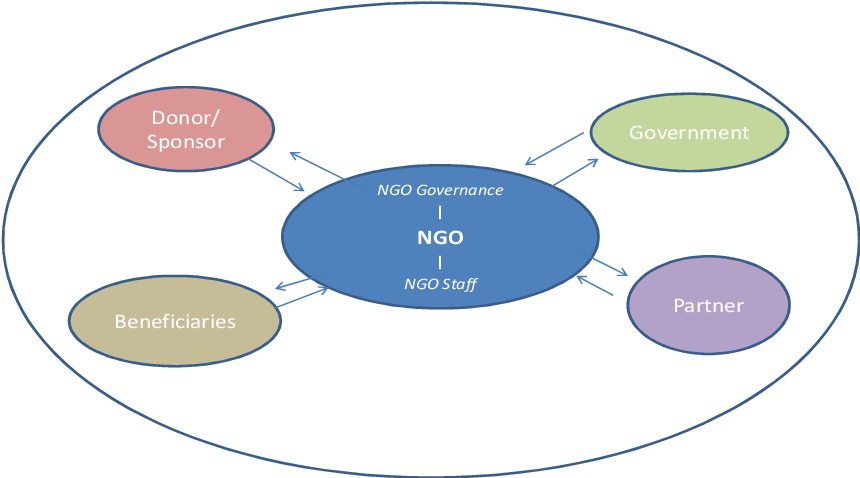 Donor/
Sponsor
Government
NGO Governance
NGO
NGO Staff
Beneficiaries
Partner